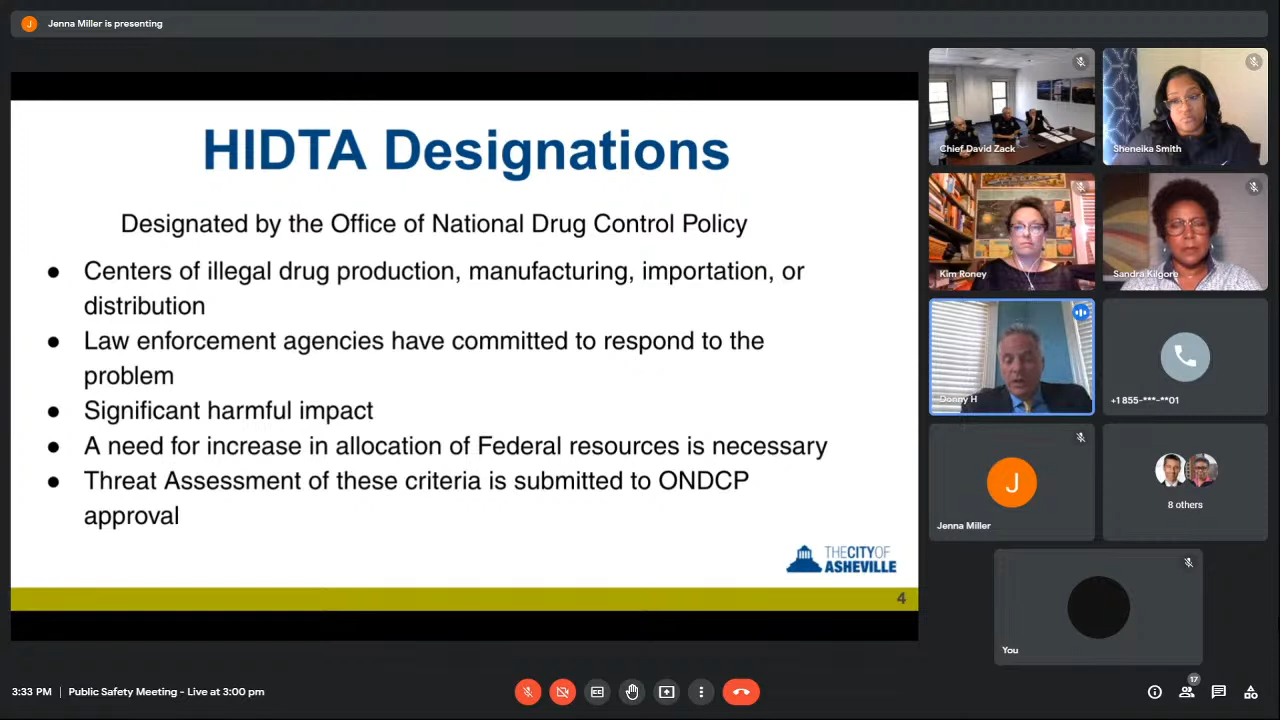 J
Jenna Miller is presenting
HIDTA Designations
Designated by the Office of National Drug Control Policy
● Centers of illegal drug production, manufacturing, importation, or
distribution
● Law enforcement agencies have committed to respond to the
problem
● Significant harmful impact
● A need for increase in allocation of Federal resources is necessary
● Threat Assessment of these criteria is submitted to ONDCP
approval
THE CITY OF
ASHEVILLE
4
Chief David Zack
Sheneika Smith
Kim Roney
Sandra Kilgore
Donny H
+1 855-***-**01
J
Jenna Miller
8 others
You
3:33 PM | Public Safety Meeting - Live at 3:00 pm
17